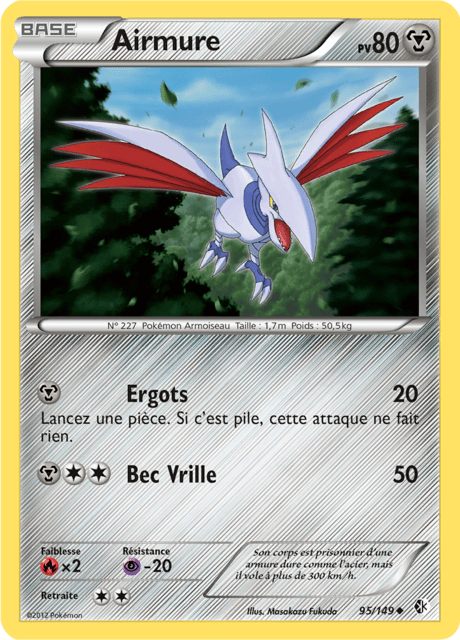 BASE
Airmure
PV80
N° 227 Pokémon Armoiseau Taille : 1,7m Poids : 50,5kg
Ergots 20
Lancez une pièce. Si c'est pile, cette attaque ne fait
rien.
Bec Vrille 50
Faiblesse Résistance
×2 -20
Retraite
Son corps est prisonnier d'une
armure dure comme l'acier, mais
il vole à plus de 300 km/h.
©2012 Pokémon
Illus. Masakazu Fukuda 95/149